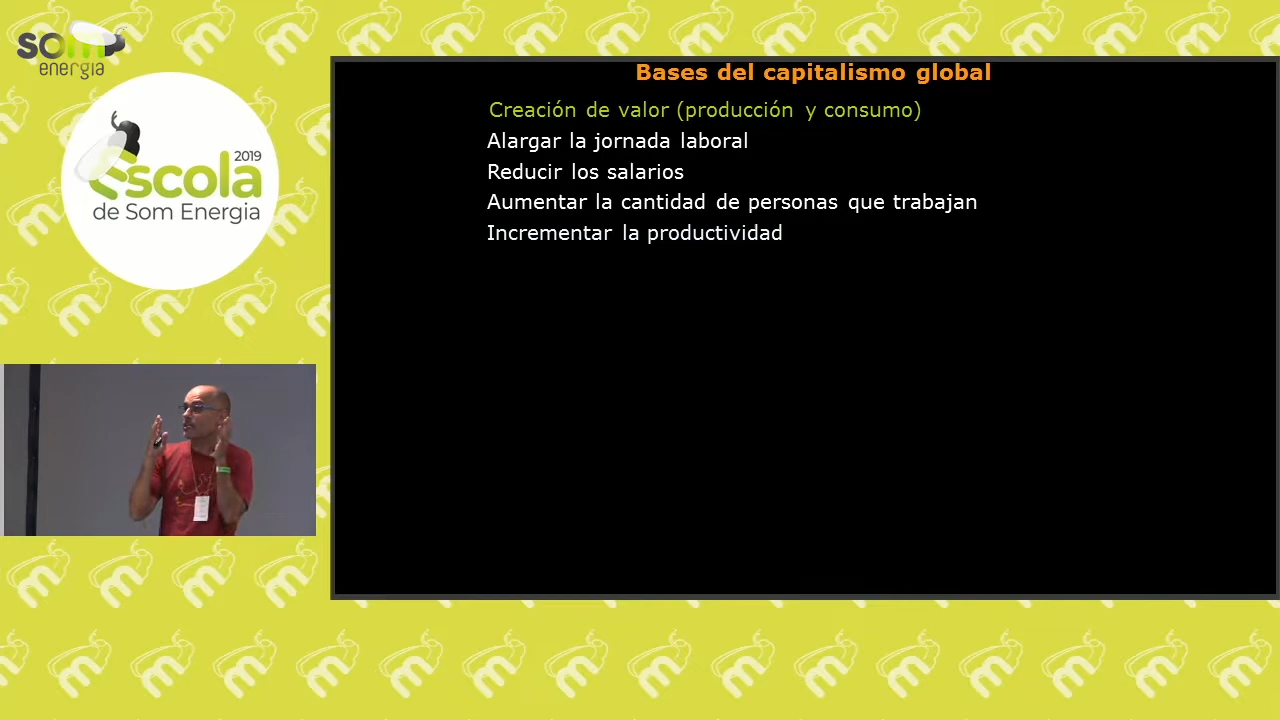 som
energia
2019
escola
de Som Energia
Bases del capitalismo global
Creación de valor (producción y consumo)
Alargar la jornada laboral
Reducir los salarios
Aumentar la cantidad de personas que trabajan
Incrementar la productividad